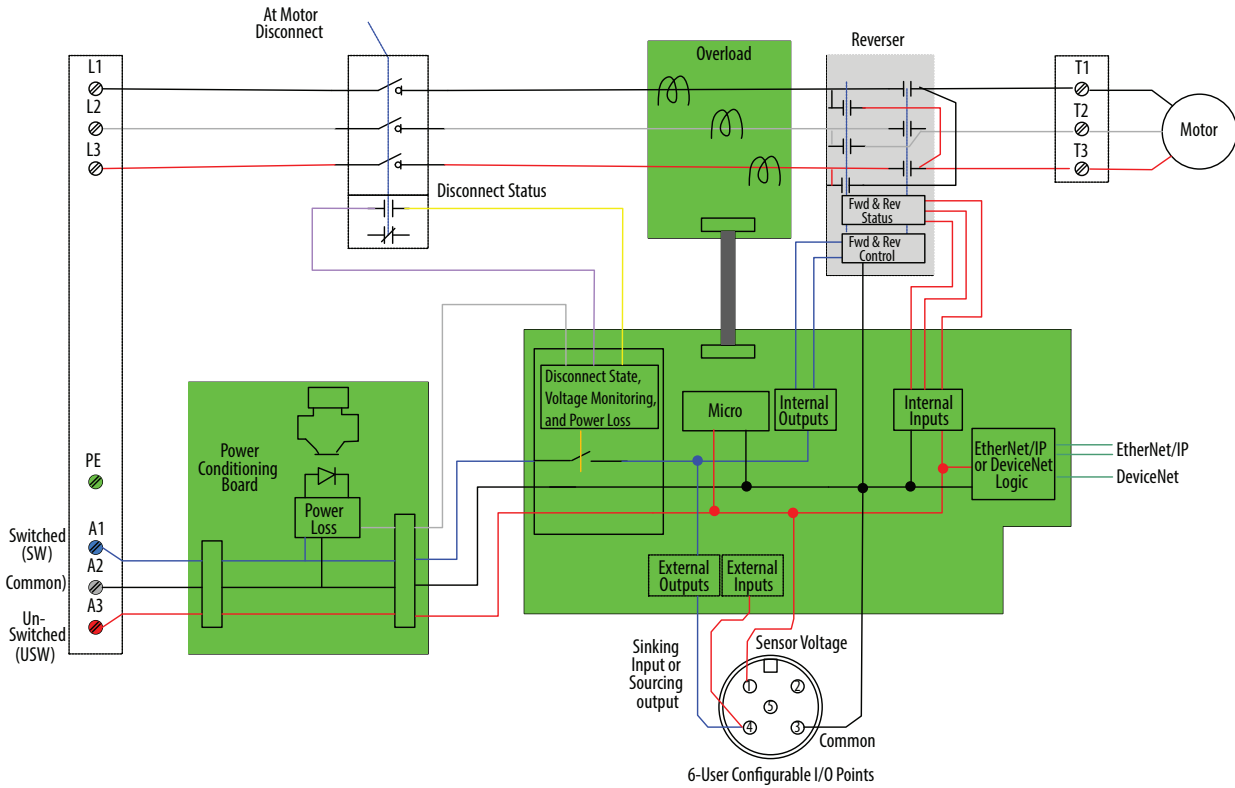 At Motor
Disconnect
Overload
Reverser
L1
L2
L3
T1
T2
T3
Motor
Disconnect Status
Fwd & Rev
Status
Fwd & Rev
Control
Disconnect State,
Voltage Monitoring,
and Power Loss
Micro
Internal
Outputs
Internal
Inputs
EtherNet/IP
or DeviceNet
Logic
EtherNet/IP
DeviceNet
Power
Conditioning
Board
Power
Loss
PE
Switched
(SW)
A1
Common)
A2
Un-
Switched
(USW)
A3
External
Outputs
External
Inputs
Sinking
Input or
Sourcing
output
Sensor Voltage
1
2
5
4
3
Common
6-User Configurable I/O Points